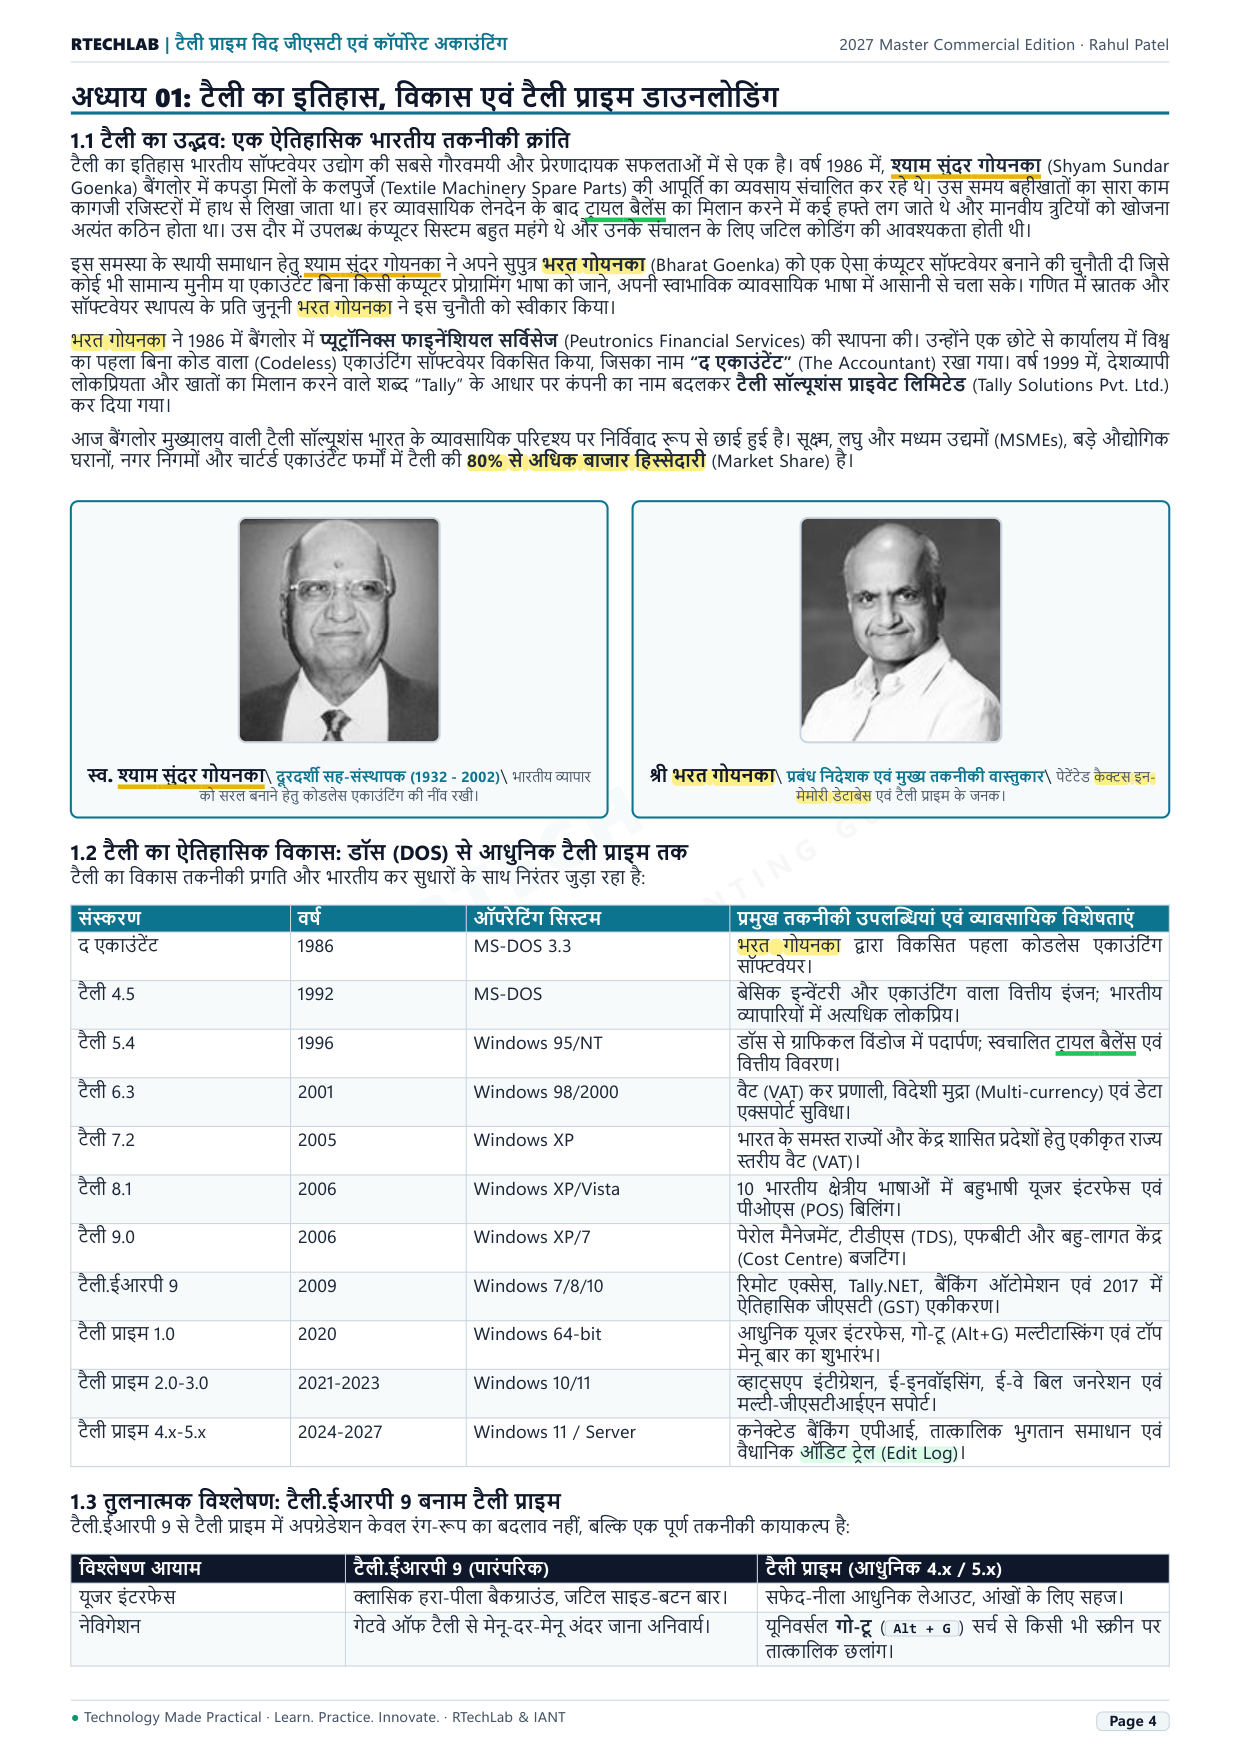 RTECHLAB | टैली प्राइम विद जीएसटी एवं कॉर्पोरेट अकाउंटिंग
2027 Master Commercial Edition · Rahul Patel
अध्याय 01: टैली का इतिहास, विकास एवं टैली प्राइम डाउनलोडिंग
1.1 टैली का उद्भव: एक ऐतिहासिक भारतीय तकनीकी क्रांति
टैली का इतिहास भारतीय सॉफ्टवेयर उद्योग की सबसे गौरवमयी और प्रेरणादायक सफलताओं में से एक है। वर्ष 1986 में, श्याम सुंदर गोयनका (Shyam Sundar
Goenka) बैंगलोर में कपड़ा मिलों के कलपुर्जे (Textile Machinery Spare Parts) की आपूर्ति का व्यवसाय संचालित कर रहे थे। उस समय बहीखातों का सारा काम
कागजी रजिस्टरों में हाथ से लिखा जाता था। हर व्यावसायिक लेनदेन के बाद ट्रायल बैलेंस का मिलान करने में कई हफ्ते लग जाते थे और मानवीय त्रुटियों को खोजना
अत्यंत कठिन होता था। उस दौर में उपलब्ध कंप्यूटर सिस्टम बहुत महंगे थे और उनके संचालन के लिए जटिल कोडिंग की आवश्यकता होती थी।
इस समस्या के स्थायी समाधान हेतु श्याम सुंदर गोयनका ने अपने सुपुत्र भरत गोयनका (Bharat Goenka) को एक ऐसा कंप्यूटर सॉफ्टवेयर बनाने की चुनौती दी जिसे
कोई भी सामान्य मुनीम या एकाउंटेंट बिना किसी कंप्यूटर प्रोग्रामिंग भाषा को जाने, अपनी स्वाभाविक व्यावसायिक भाषा में आसानी से चला सके। गणित में स्नातक और
सॉफ्टवेयर स्थापत्य के प्रति जुनूनी भरत गोयनका ने इस चुनौती को स्वीकार किया।
भरत गोयनका ने 1986 में बैंगलोर में प्यूट्रॉनिक्स फाइनेंशियल सर्विसेज (Peutronics Financial Services) की स्थापना की। उन्होंने एक छोटे से कार्यालय में विश्व
का पहला बिना कोड वाला (Codeless) एकाउंटिंग सॉफ्टवेयर विकसित किया, जिसका नाम “द एकाउंटेंट” (The Accountant) रखा गया। वर्ष 1999 में, देशव्यापी
लोकप्रियता और खातों का मिलान करने वाले शब्द “Tally” के आधार पर कंपनी का नाम बदलकर टैली सॉल्यूशंस प्राइवेट लिमिटेड (Tally Solutions Pvt. Ltd.)
कर दिया गया।
आज बैंगलोर मुख्यालय वाली टैली सॉल्यूशंस भारत के व्यावसायिक परिदृश्य पर निर्विवाद रूप से छाई हुई है। सूक्ष्म, लघु और मध्यम उद्यमों (MSMEs), बड़े औद्योगिक
घरानों, नगर निगमों और चार्टर्ड एकाउंटेंट फर्मों में टैली की 80% से अधिक बाजार हिस्सेदारी (Market Share) है।
स्व. श्याम सुंदर गोयनका\ दूरदर्शी सह-संस्थापक (1932 - 2002)\ भारतीय व्यापार
को सरल बनाने हेतु कोडलेस एकाउंटिंग की नींव रखी।
श्री भरत गोयनका\ प्रबंध निदेशक एवं मुख्य तकनीकी वास्तुकार\ पेटेंटेड कैक्टस इन-
मेमोरी डेटाबेस एवं टैली प्राइम के जनक।
1.2 टैली का ऐतिहासिक विकास: डॉस (DOS) से आधुनिक टैली प्राइम तक
टैली का विकास तकनीकी प्रगति और भारतीय कर सुधारों के साथ निरंतर जुड़ा रहा है:
संस्करण वर्ष ऑपरेटिंग सिस्टम प्रमुख तकनीकी उपलब्धियां एवं व्यावसायिक विशेषताएं
द एकाउंटेंट 1986 MS-DOS 3.3 भरत गोयनका द्वारा विकसित पहला कोडलेस एकाउंटिंग
सॉफ्टवेयर।
टैली 4.5 1992 MS-DOS बेसिक इन्वेंटरी और एकाउंटिंग वाला वित्तीय इंजन; भारतीय
व्यापारियों में अत्यधिक लोकप्रिय।
टैली 5.4 1996 Windows 95/NT डॉस से ग्राफिकल विंडोज में पदार्पण; स्वचालित ट्रायल बैलेंस एवं
वित्तीय विवरण।
टैली 6.3 2001 Windows 98/2000 वैट (VAT) कर प्रणाली, विदेशी मुद्रा (Multi-currency) एवं डेटा
एक्सपोर्ट सुविधा।
टैली 7.2 2005 Windows XP भारत के समस्त राज्यों और केंद्र शासित प्रदेशों हेतु एकीकृत राज्य
स्तरीय वैट (VAT)।
टैली 8.1 2006 Windows XP/Vista 10 भारतीय क्षेत्रीय भाषाओं में बहुभाषी यूजर इंटरफेस एवं
पीओएस (POS) बिलिंग।
टैली 9.0 2006 Windows XP/7 पेरोल मैनेजमेंट, टीडीएस (TDS), एफबीटी और बहु-लागत केंद्र
(Cost Centre) बजटिंग।
टैली.ईआरपी 9 2009 Windows 7/8/10 रिमोट एक्सेस, Tally.NET, बैंकिंग ऑटोमेशन एवं 2017 में
ऐतिहासिक जीएसटी (GST) एकीकरण।
टैली प्राइम 1.0 2020 Windows 64-bit आधुनिक यूजर इंटरफेस, गो-टू (Alt+G) मल्टीटास्किंग एवं टॉप
मेनू बार का शुभारंभ।
टैली प्राइम 2.0-3.0 2021-2023 Windows 10/11 व्हाट्सएप इंटीग्रेशन, ई-इनवॉइसिंग, ई-वे बिल जनरेशन एवं
मल्टी-जीएसटीआईएन सपोर्ट।
टैली प्राइम 4.x-5.x 2024-2027 Windows 11 / Server कनेक्टेड बैंकिंग एपीआई, तात्कालिक भुगतान समाधान एवं
वैधानिक ऑडिट ट्रेल (Edit Log)।
1.3 तुलनात्मक विश्लेषण: टैली.ईआरपी 9 बनाम टैली प्राइम
टैली.ईआरपी 9 से टैली प्राइम में अपग्रेडेशन केवल रंग-रूप का बदलाव नहीं, बल्कि एक पूर्ण तकनीकी कायाकल्प है:
विश्लेषण आयाम टैली.ईआरपी 9 (पारंपरिक) टैली प्राइम (आधुनिक 4.x / 5.x)
यूजर इंटरफेस क्लासिक हरा-पीला बैकग्राउंड, जटिल साइड-बटन बार। सफेद-नीला आधुनिक लेआउट, आंखों के लिए सहज।
नेविगेशन गेटवे ऑफ टैली से मेनू-दर-मेनू अंदर जाना अनिवार्य। यूनिवर्सल गो-टू (Alt + G) सर्च से किसी भी स्क्रीन पर
तात्कालिक छलांग।
● Technology Made Practical · Learn. Practice. Innovate. · RTechLab & IANT
Page 4